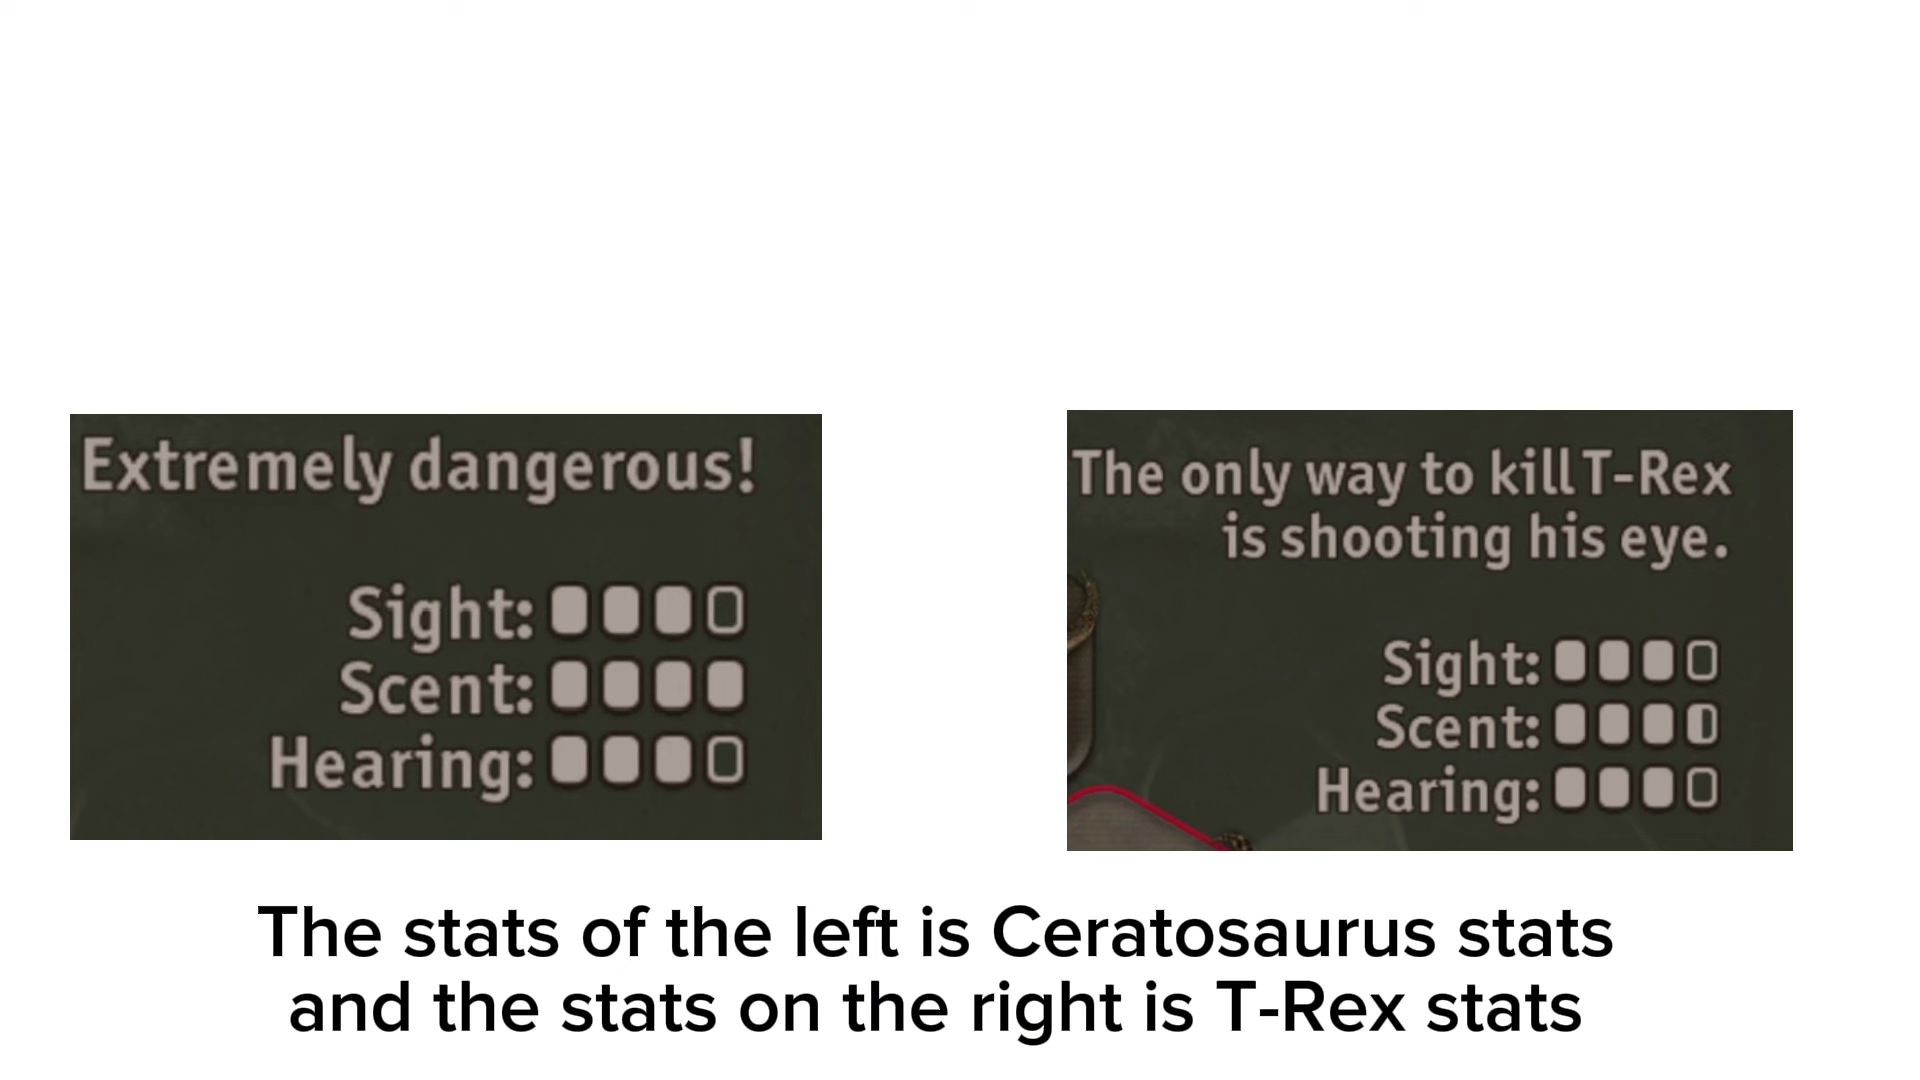 Extremely dangerous!
Sight:
Scent:
Hearing:
The only way to kill T-Rex
is shooting his eye.
Sight:
Scent:
Hearing:
The stats of the left is Ceratosaurus stats
and the stats on the right is T-Rex stats